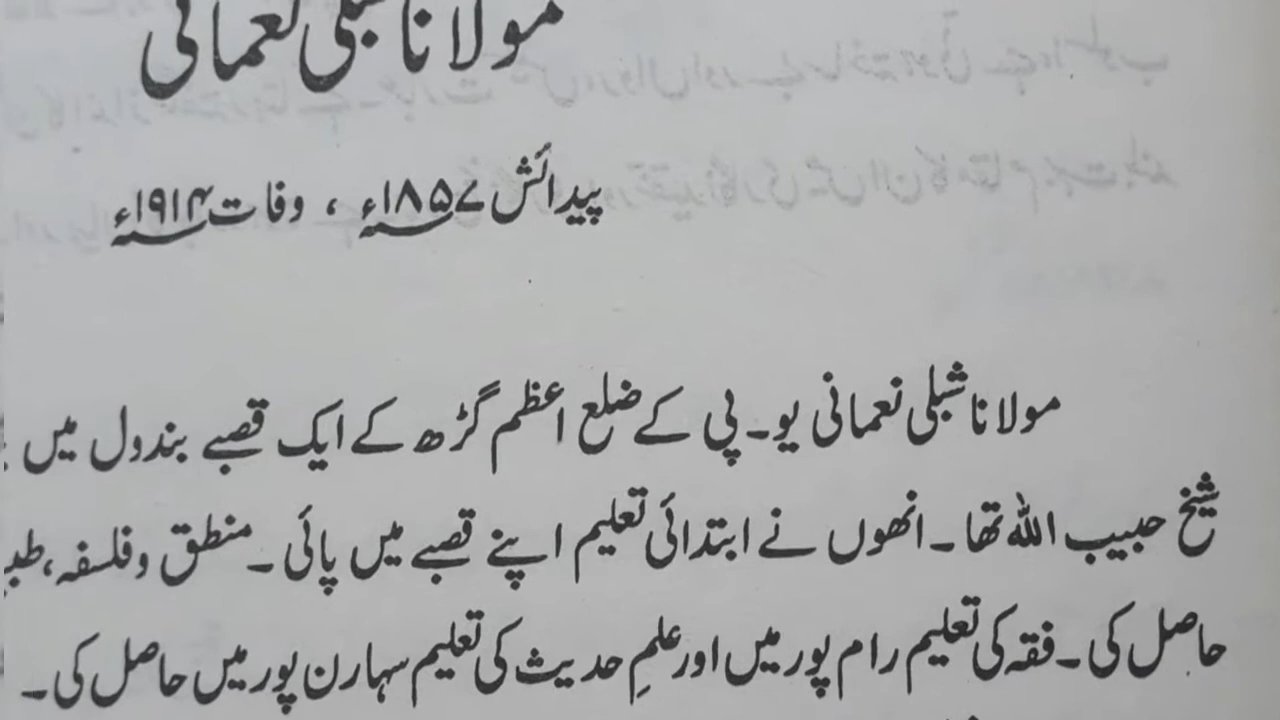 مولانا شبلی نعمانی
پیدائش ۱۸۵۷ء ، وفات ۱۹۱۴ء
مولانا شبلی نعمانی یو۔ پی کے ضلع اعظم گڑھ کے ایک قصبے بندول میں
شیخ حبیب اللہ تھا۔ انھوں نے ابتدائی تعلیم اپنے قصبے میں پائی۔ منطق و فلسفہ،
حاصل کی۔ فقہ کی تعلیم رام پور میں اور علمِ حدیث کی تعلیم سہارن پور میں حاصل کی۔